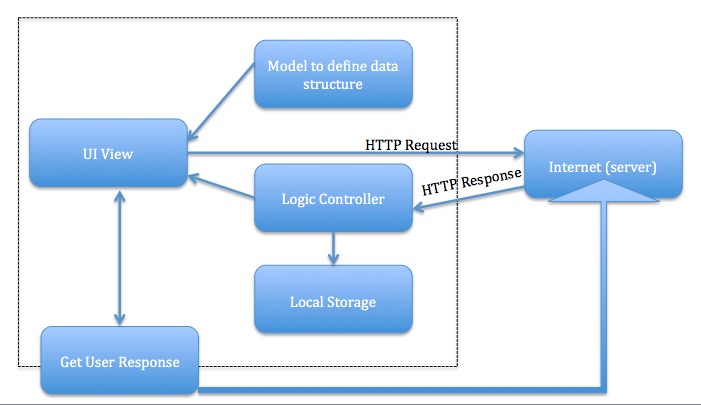 Model to define data
structure
UI View
HTTP Request
Internet (server)
HTTP Response
Logic Controller
Local Storage
Get User Response